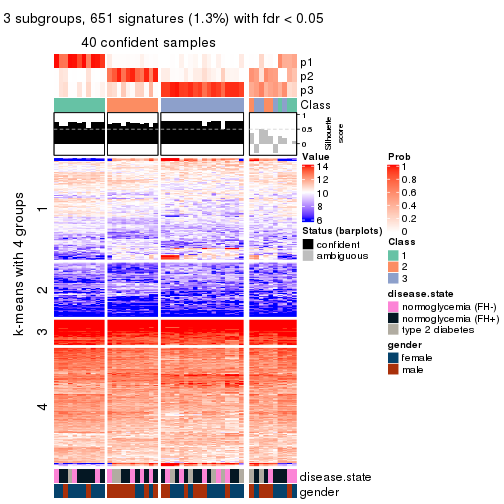 3 subgroups, 651 signatures (1.3%) with fdr < 0.05
40 confident samples
p1
p2
p3
Class
1
0.5
0
Silhouette
score
k-means with 4 groups
1
2
3
4
disease.state
gender
Value
14
12
10
8
6
Status (barplots)
confident
ambiguous
Prob
1
0.8
0.6
0.4
0.2
0
Class
1
2
3
disease.state
normoglycemia (FH-)
normoglycemia (FH+)
type 2 diabetes
gender
female
male